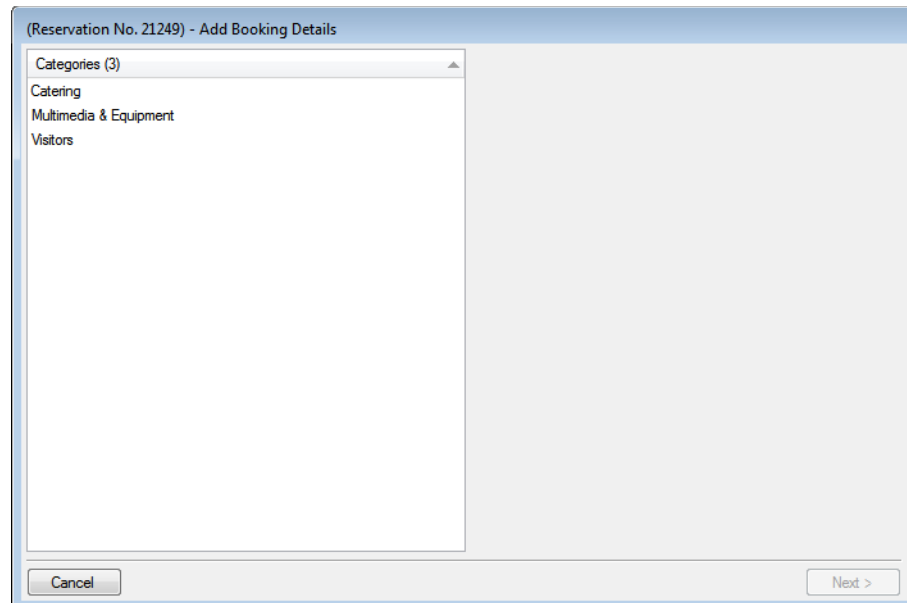 (Reservation No. 21249) - Add Booking Details
Categories (3)
Catering
Multimedia & Equipment
Visitors
Cancel
Next >